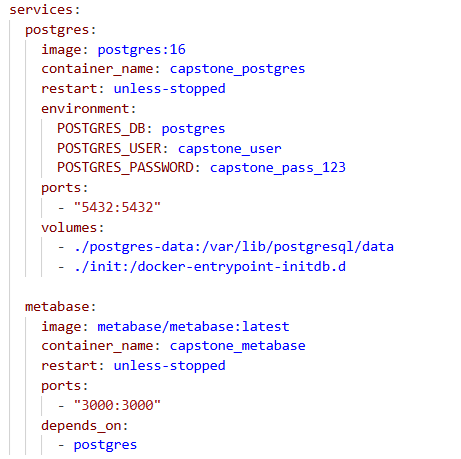 services:
  postgres:
    image: postgres:16
    container_name: capstone_postgres
    restart: unless-stopped
    environment:
      POSTGRES_DB: postgres
      POSTGRES_USER: capstone_user
      POSTGRES_PASSWORD: capstone_pass_123
    ports:
      - "5432:5432"
    volumes:
      - ./postgres-data:/var/lib/postgresql/data
      - ./init:/docker-entrypoint-initdb.d
  metabase:
    image: metabase/metabase:latest
    container_name: capstone_metabase
    restart: unless-stopped
    ports:
      - "3000:3000"
    depends_on:
      - postgres